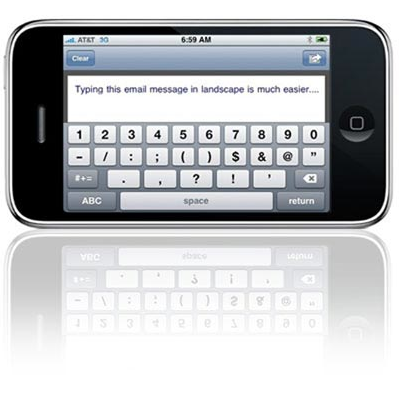 AT&T 3G 6:59 AM
Clear
Typing this email message in landscape is much easier....
1 2 3 4 5 6 7 8 9 0
- / : ; ( ) $ & @ "
#+= . , ? ! ' 
ABC space return